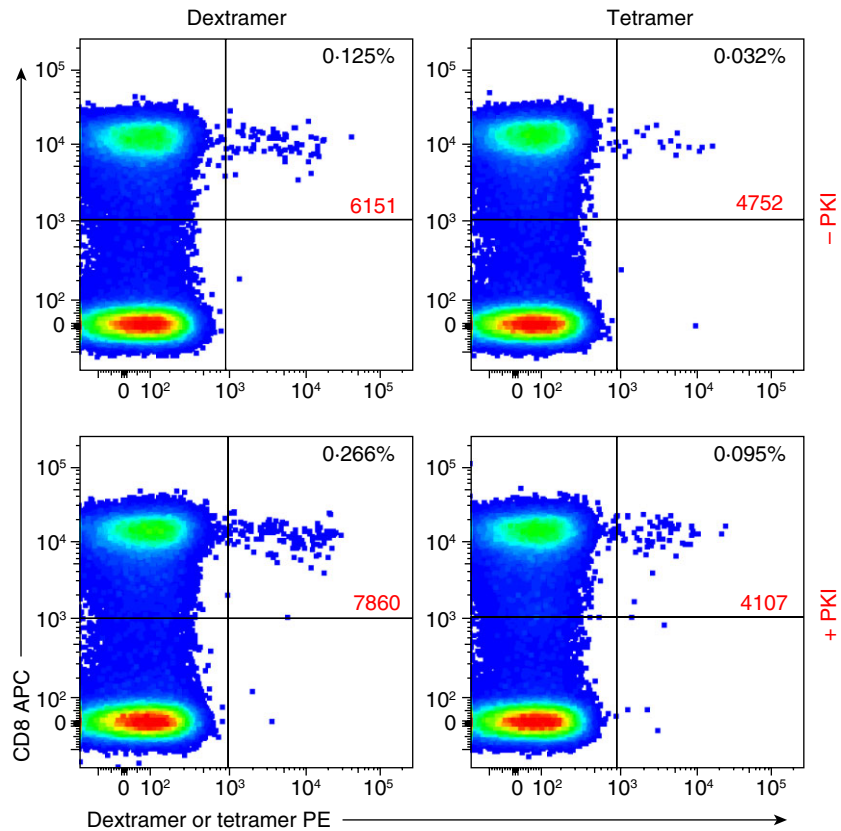 Dextramer
Tetramer
10⁵
10⁴
10³
10²
0
0·125%
6151
0 10² 10³ 10⁴ 10⁵
10⁵
10⁴
10³
10²
0
0·032%
4752
0 10² 10³ 10⁴ 10⁵
– PKI
10⁵
10⁴
10³
10²
0
0·266%
7860
0 10² 10³ 10⁴ 10⁵
10⁵
10⁴
10³
10²
0
0·095%
4107
0 10² 10³ 10⁴ 10⁵
+ PKI
CD8 APC
Dextramer or tetramer PE